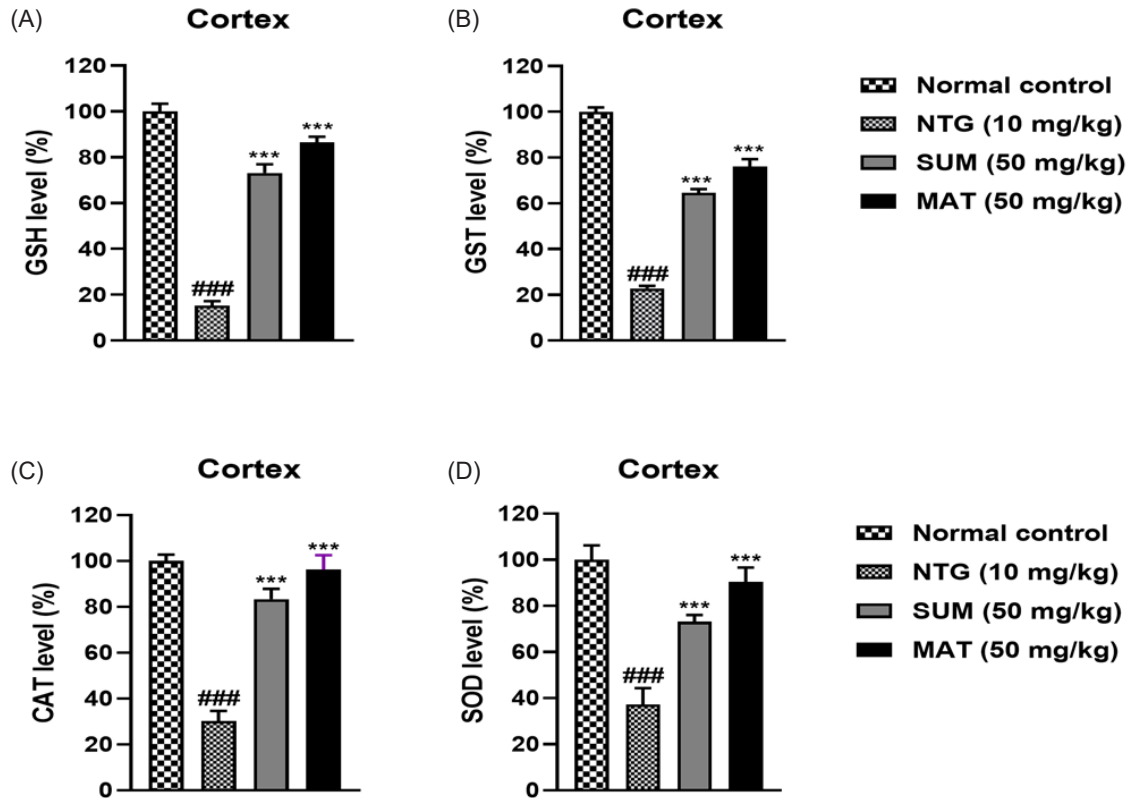 (A)
Cortex
120
100
80
60
40
20
0
GSH level (%)
###
***
***
(B)
Cortex
120
100
80
60
40
20
0
GST level (%)
###
***
***
Normal control
NTG (10 mg/kg)
SUM (50 mg/kg)
MAT (50 mg/kg)
(C)
Cortex
120
100
80
60
40
20
0
CAT level (%)
###
***
***
(D)
Cortex
120
100
80
60
40
20
0
SOD level (%)
###
***
***
Normal control
NTG (10 mg/kg)
SUM (50 mg/kg)
MAT (50 mg/kg)